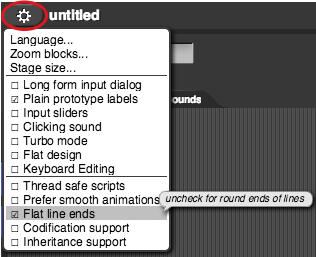 untitled
Language...
Zoom blocks...
Stage size...
Long form input dialog
Plain prototype labels
Input sliders
Clicking sound
Turbo mode
Flat design
Keyboard Editing
ounds
Thread safe scripts
Prefer smooth animations
Flat line ends
uncheck for round ends of lines
Codification support
Inheritance support